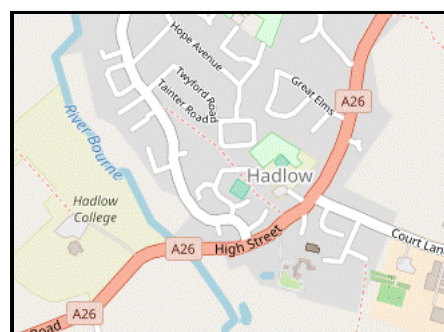 Hope Avenue
Twyford Road
Tainter Road
Great Elms
A26
River Bourne
Hadlow
Hadlow
College
A26
High Street
Court Lan
A26
Road